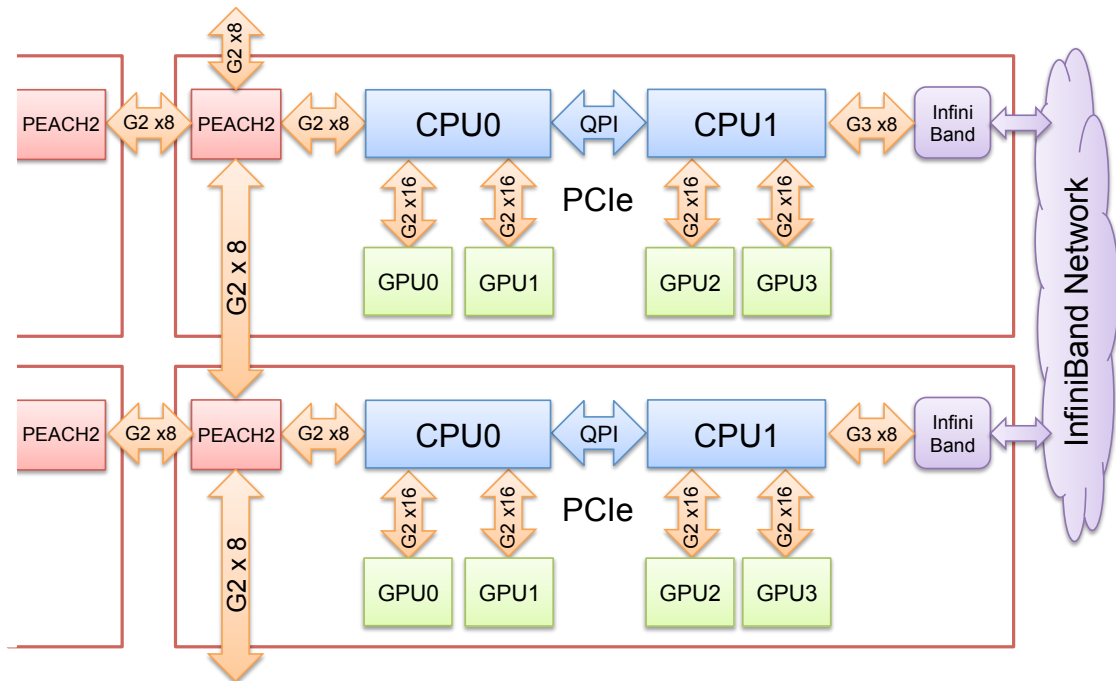 G2 x8
PEACH2
G2 x8
PEACH2
G2 x8
CPU0
QPI
CPU1
G3 x8
Infini
Band
G2 x16
G2 x16
PCIe
G2 x16
G2 x16
GPU0
GPU1
GPU2
GPU3
G2 x 8
InfiniBand Network
PEACH2
G2 x8
PEACH2
G2 x8
CPU0
QPI
CPU1
G3 x8
Infini
Band
G2 x16
G2 x16
PCIe
G2 x16
G2 x16
GPU0
GPU1
GPU2
GPU3
G2 x 8